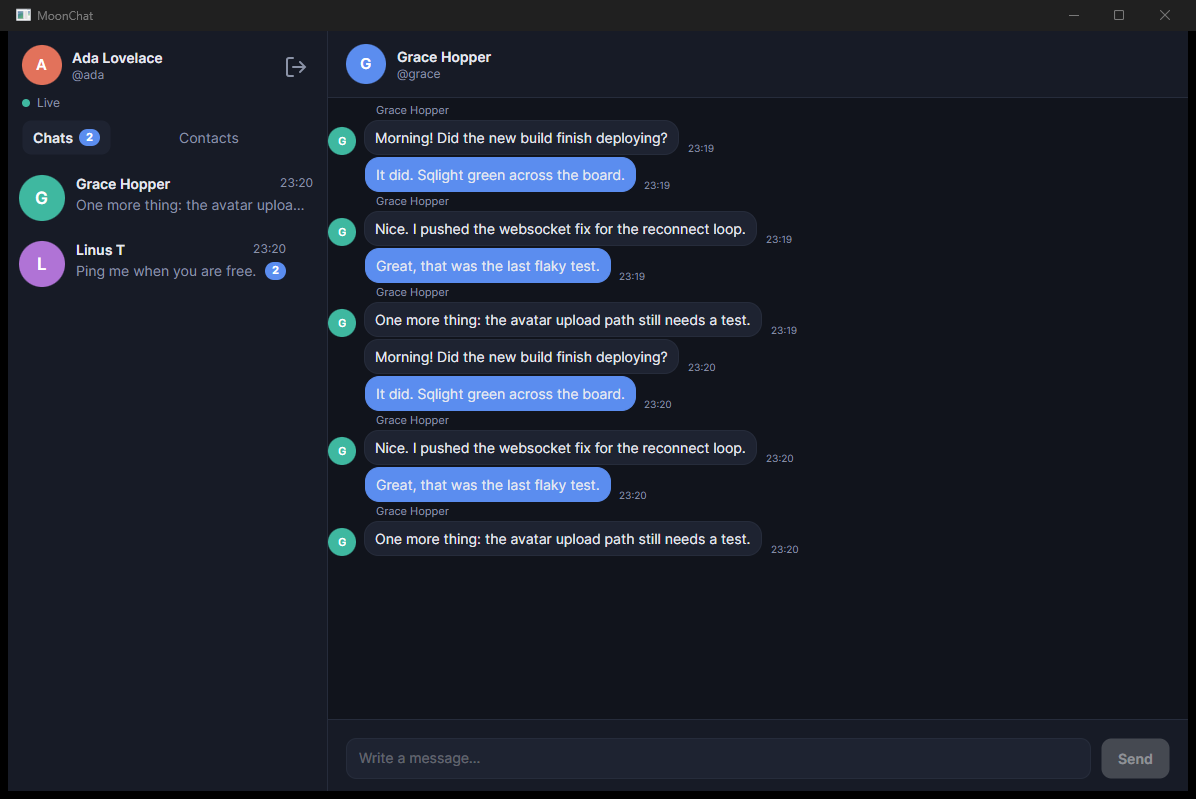 MoonChat
A
Ada Lovelace
@ada
Live
Chats 2
Contacts
G
Grace Hopper
23:20
One more thing: the avatar uploa...
L
Linus T
23:20
Ping me when you are free. 2
G
Grace Hopper
@grace
Grace Hopper
G
Morning! Did the new build finish deploying?
23:19
It did. Sqlight green across the board.
23:19
Grace Hopper
G
Nice. I pushed the websocket fix for the reconnect loop.
23:19
Great, that was the last flaky test.
23:19
Grace Hopper
G
One more thing: the avatar upload path still needs a test.
23:19
Morning! Did the new build finish deploying?
23:20
It did. Sqlight green across the board.
23:20
Grace Hopper
G
Nice. I pushed the websocket fix for the reconnect loop.
23:20
Great, that was the last flaky test.
23:20
Grace Hopper
G
One more thing: the avatar upload path still needs a test.
23:20
Write a message...
Send